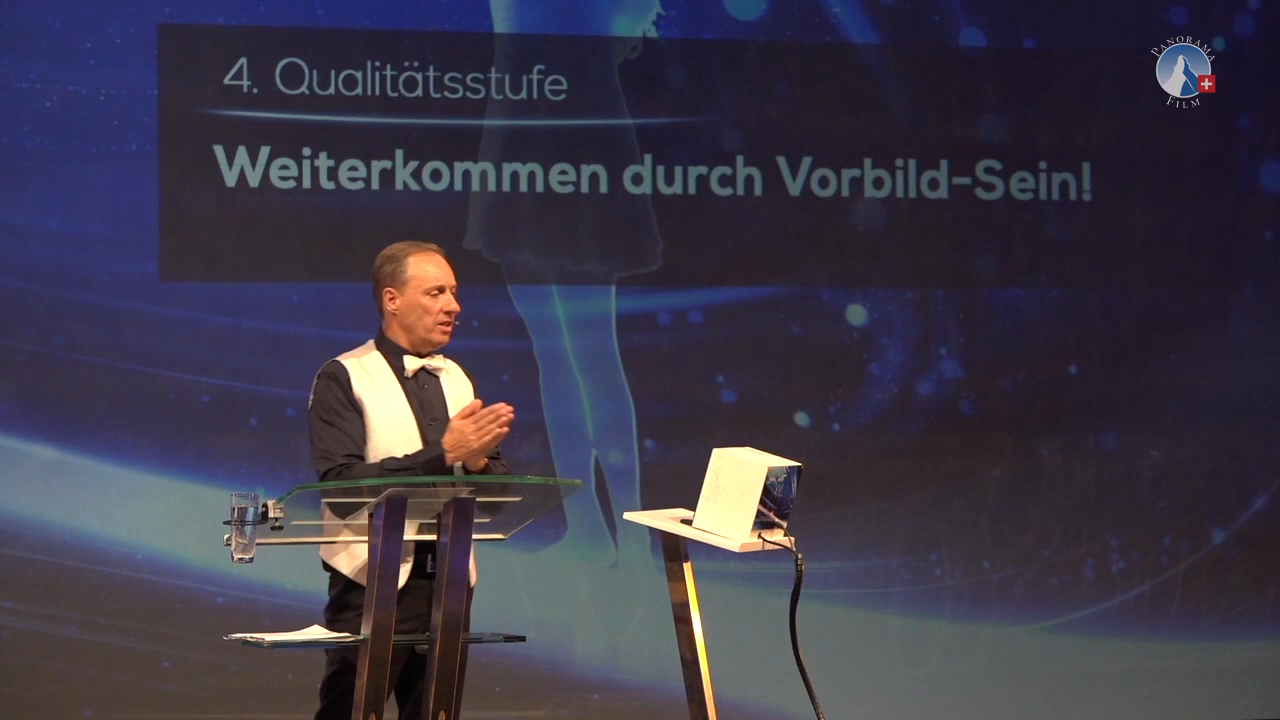 4. Qualitätsstufe
Weiterkommen durch Vorbild-Sein!
PANORAMA
FILM